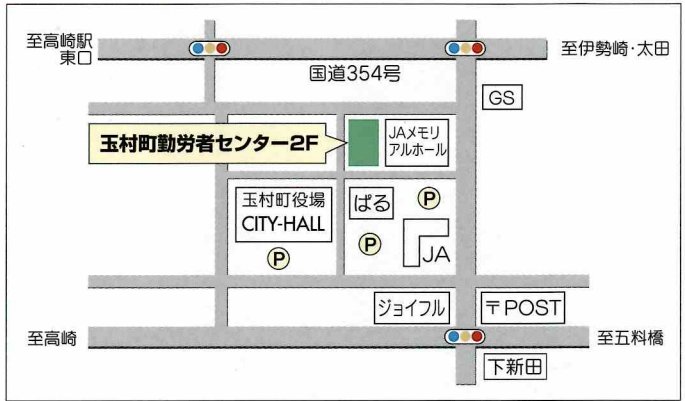 至高崎駅
東口
至伊勢崎・太田
国道354号
GS
玉村町勤労者センター2F
JAメモリ
アルホール
玉村町役場
CITY-HALL
ぱる
P
P
P
JA
ジョイフル
〒POST
至高崎
至五料橋
下新田